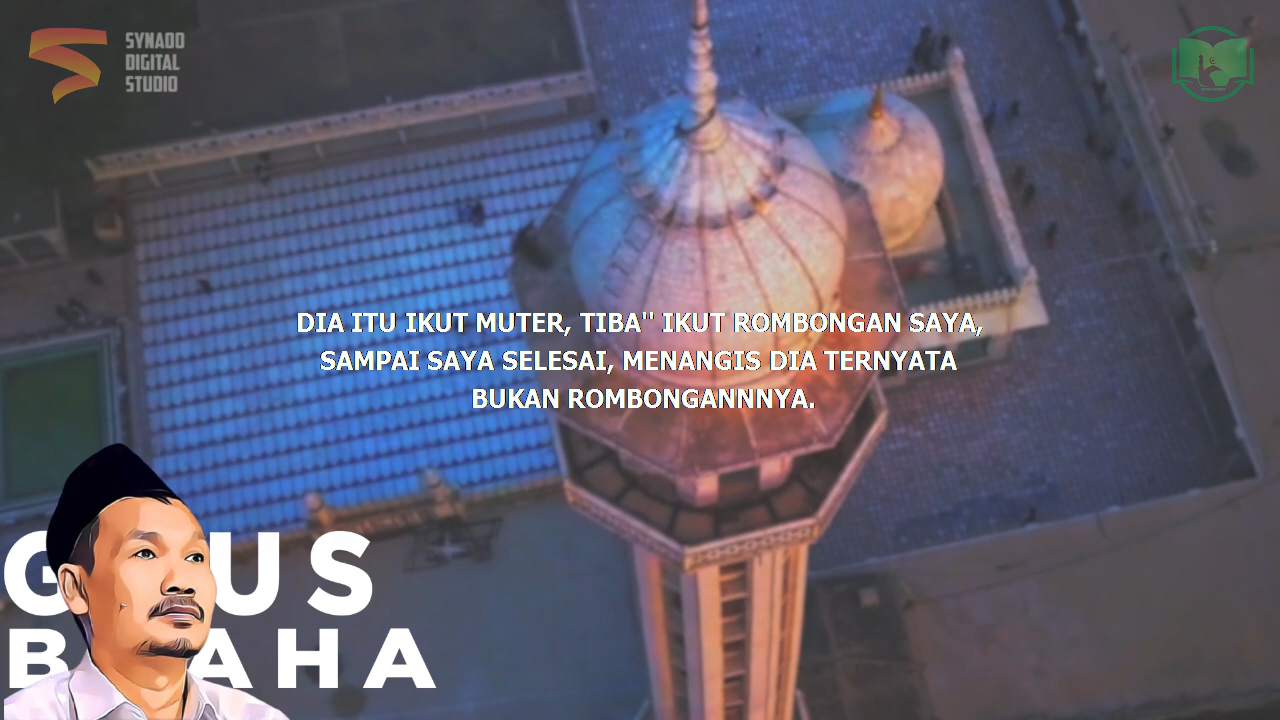 SYNADO
DIGITAL
STUDIO
DIA ITU IKUT MUTER, TIBA" IKUT ROMBONGAN SAYA,
SAMPAI SAYA SELESAI, MENANGIS DIA TERNYATA
BUKAN ROMBONGANNNYA.